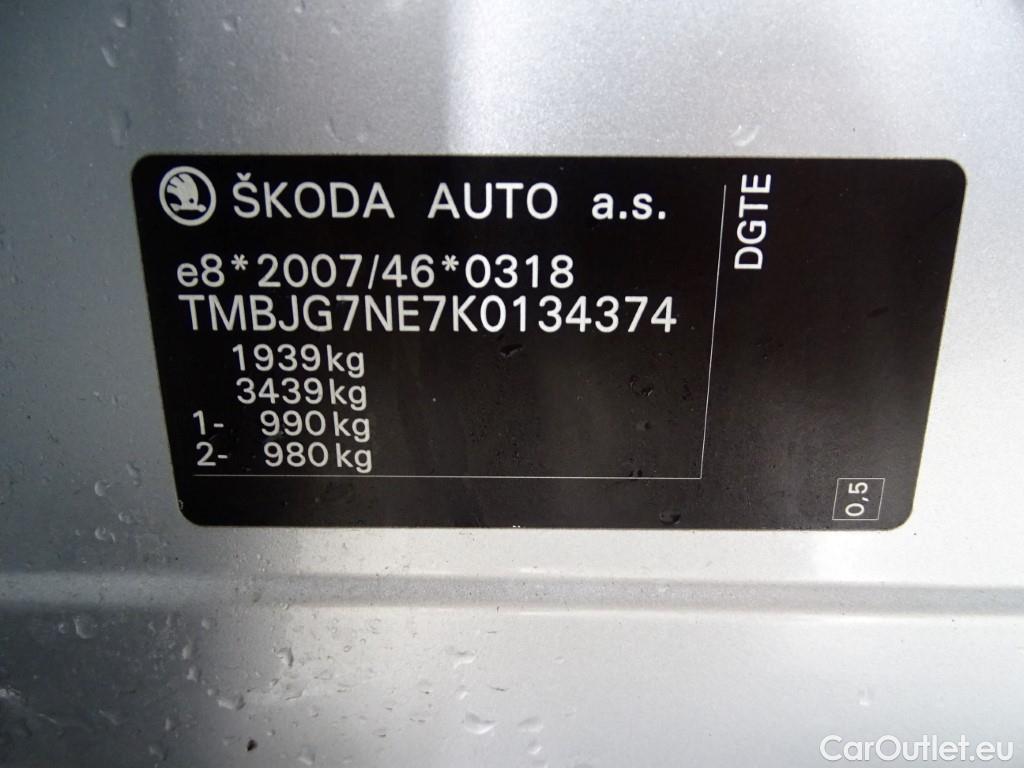 ŠKODA AUTO a.s.
e8*2007/46*0318
TMBJG7NE7K0134374
1939kg
3439kg
1- 990kg
2- 980kg
DGTE
0,5
CarOutlet.eu